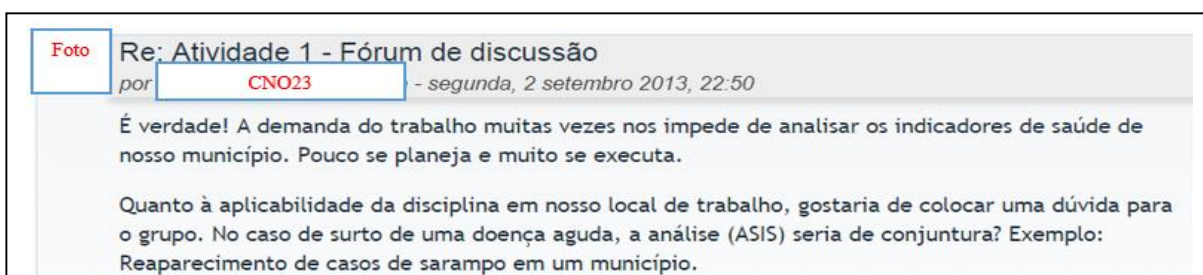 Foto
Re: Atividade 1 - Fórum de discussão
por CNO23 - segunda, 2 setembro 2013, 22:50
É verdade! A demanda do trabalho muitas vezes nos impede de analisar os indicadores de saúde de
nosso município. Pouco se planeja e muito se executa.
Quanto à aplicabilidade da disciplina em nosso local de trabalho, gostaria de colocar uma dúvida para
o grupo. No caso de surto de uma doença aguda, a análise (ASIS) seria de conjuntura? Exemplo:
Reaparecimento de casos de sarampo em um município.